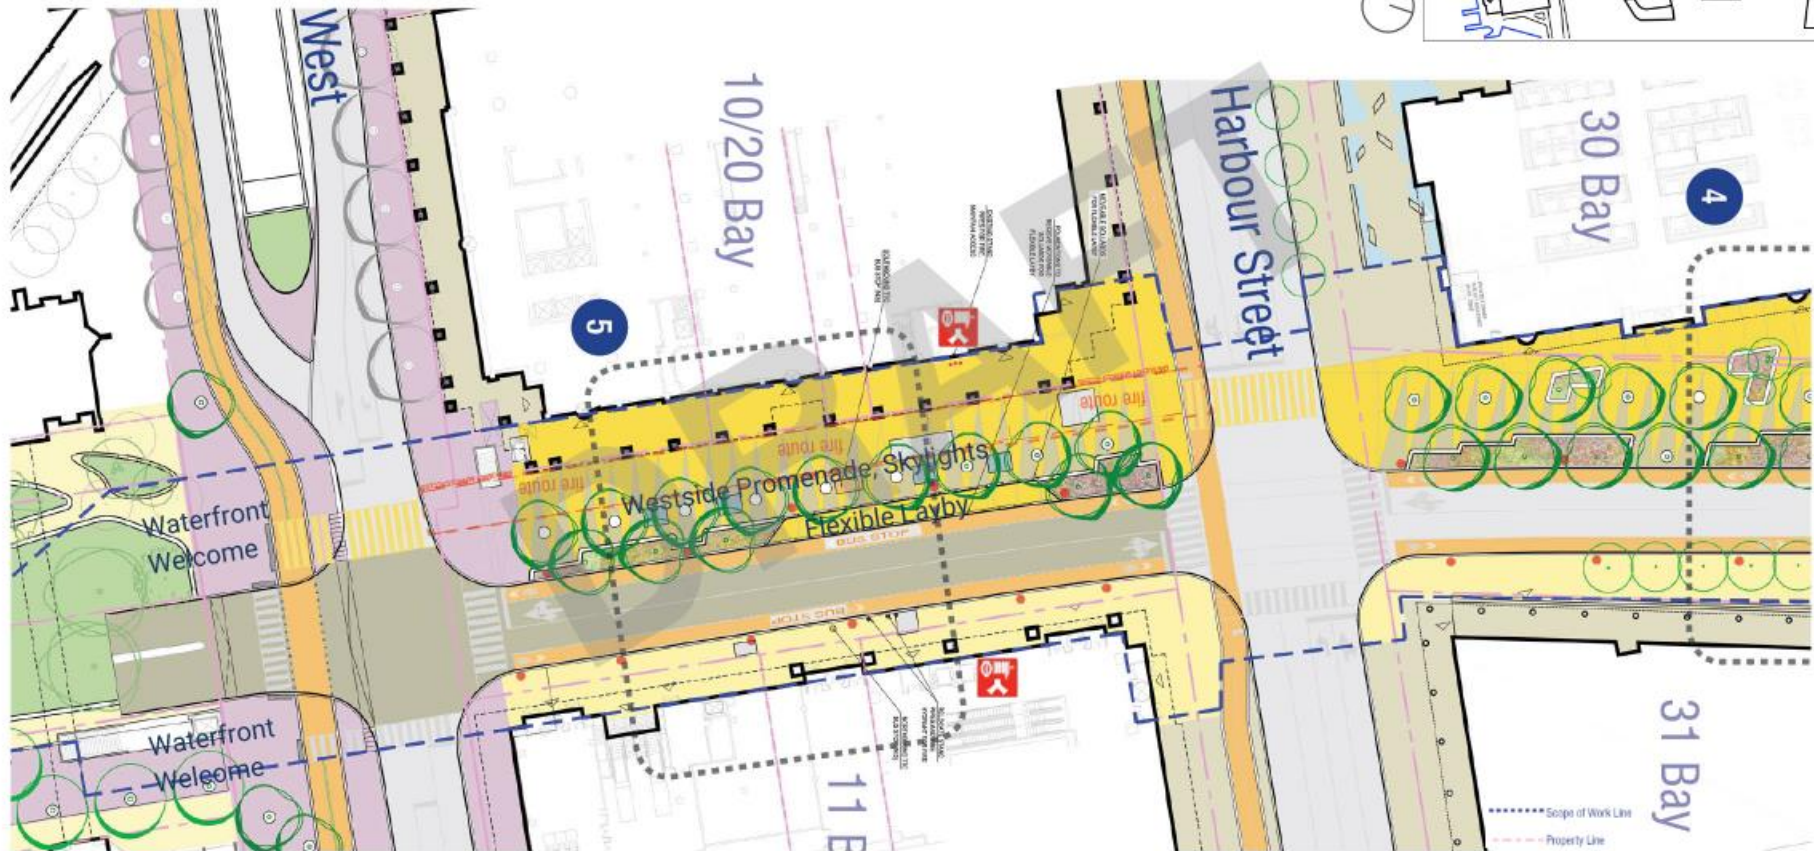 West
10/20 Bay
Harbour Street
30 Bay
4
5
DRAFT
fire route
fire route
fire route
Westside Promenade, Skylights
Flexible Layby
BUS STOP
BUS STOP
Waterfront
Welcome
Waterfront
Welcome
11 B
31 Bay
Scope of Work Line
Property Line